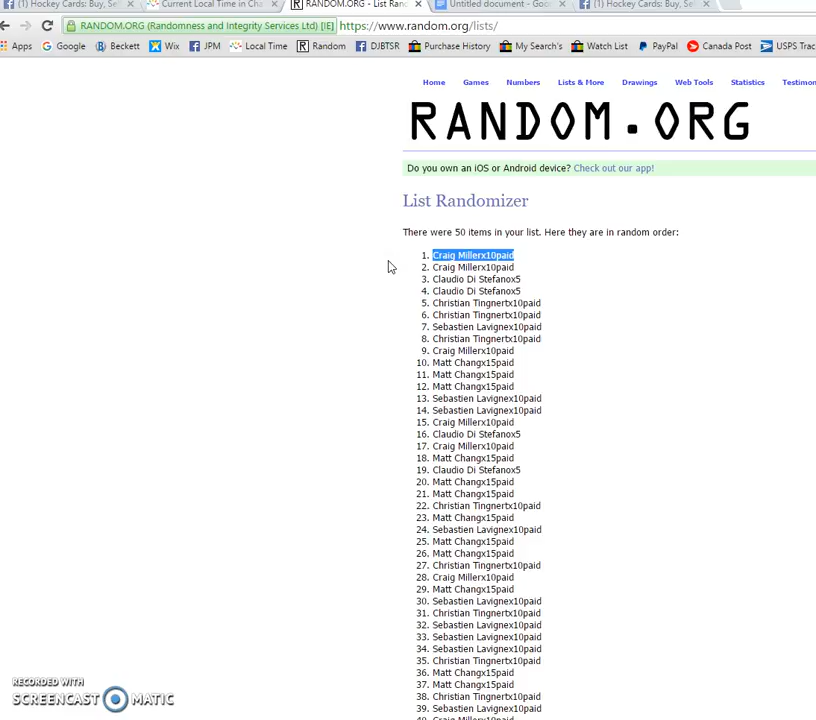 (1) Hockey Cards: Buy, Sel
Current Local Time in Cha
RANDOM.ORG - List Ran
Untitled document - Goo
(1) Hockey Cards: Buy, Se
RANDOM.ORG (Randomness and Integrity Services Ltd) [IE]
https://www.random.org/lists/
Apps Google Beckett Wix JPM Local Time Random DJBTSR Purchase History My Search's Watch List PayPal Canada Post USPS Trac
Home Games Numbers Lists & More Drawings Web Tools Statistics Testimon
RANDOM.ORG
Do you own an iOS or Android device? Check out our app!
List Randomizer
There were 50 items in your list. Here they are in random order:
1. Craig Millerx10paid
2. Craig Millerx10paid
3. Claudio Di Stefanox5
4. Claudio Di Stefanox5
5. Christian Tingnertx10paid
6. Christian Tingnertx10paid
7. Sebastien Lavignex10paid
8. Christian Tingnertx10paid
9. Craig Millerx10paid
10. Matt Changx15paid
11. Matt Changx15paid
12. Matt Changx15paid
13. Sebastien Lavignex10paid
14. Sebastien Lavignex10paid
15. Craig Millerx10paid
16. Claudio Di Stefanox5
17. Craig Millerx10paid
18. Matt Changx15paid
19. Claudio Di Stefanox5
20. Matt Changx15paid
21. Matt Changx15paid
22. Christian Tingnertx10paid
23. Matt Changx15paid
24. Sebastien Lavignex10paid
25. Matt Changx15paid
26. Matt Changx15paid
27. Christian Tingnertx10paid
28. Craig Millerx10paid
29. Matt Changx15paid
30. Sebastien Lavignex10paid
31. Christian Tingnertx10paid
32. Sebastien Lavignex10paid
33. Sebastien Lavignex10paid
34. Sebastien Lavignex10paid
35. Christian Tingnertx10paid
36. Matt Changx15paid
37. Matt Changx15paid
38. Christian Tingnertx10paid
39. Sebastien Lavignex10paid
40. Craig Millerx10paid
RECORDED WITH
SCREENCAST MATIC